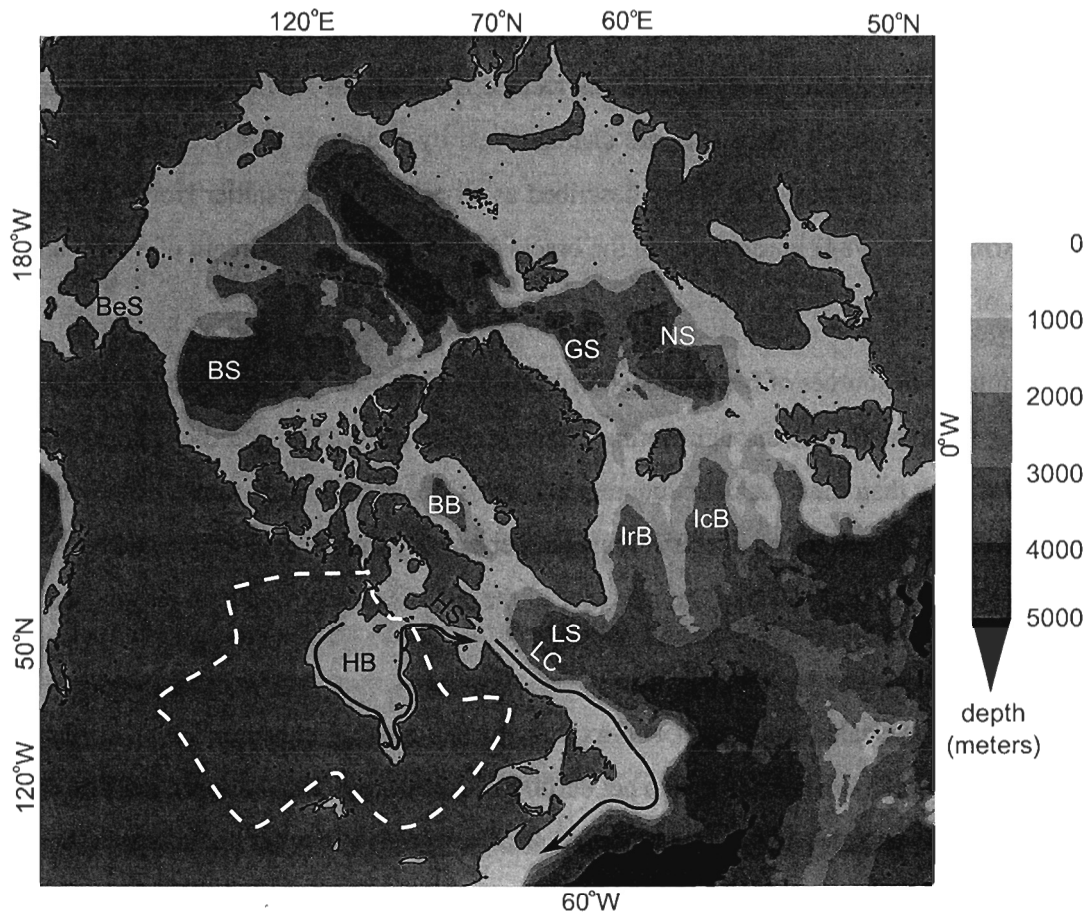 120°E 70°N 60°E 50°N
180°W
0
BeS
1000
GS NS
BS
2000
0°W
3000
BB
IrB IcB
4000
HS
5000
50°N
LS
LC
HB
depth
(meters)
120°W
60°W